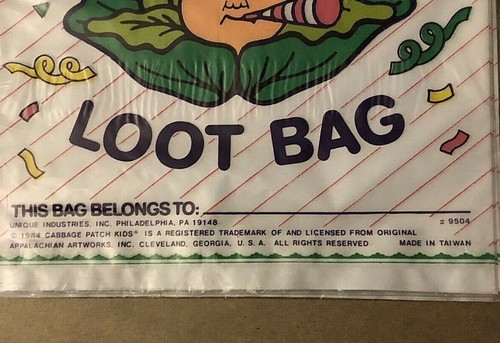 LOOT BAG
THIS BAG BELONGS TO:
UNIQUE INDUSTRIES, INC. PHILADELPHIA, PA 19148 = 9504
© 1984 CABBAGE PATCH KIDS® IS A REGISTERED TRADEMARK OF AND LICENSED FROM ORIGINAL
APPALACHIAN ARTWORKS, INC. CLEVELAND, GEORGIA, U. S. A. ALL RIGHTS RESERVED MADE IN TAIWAN